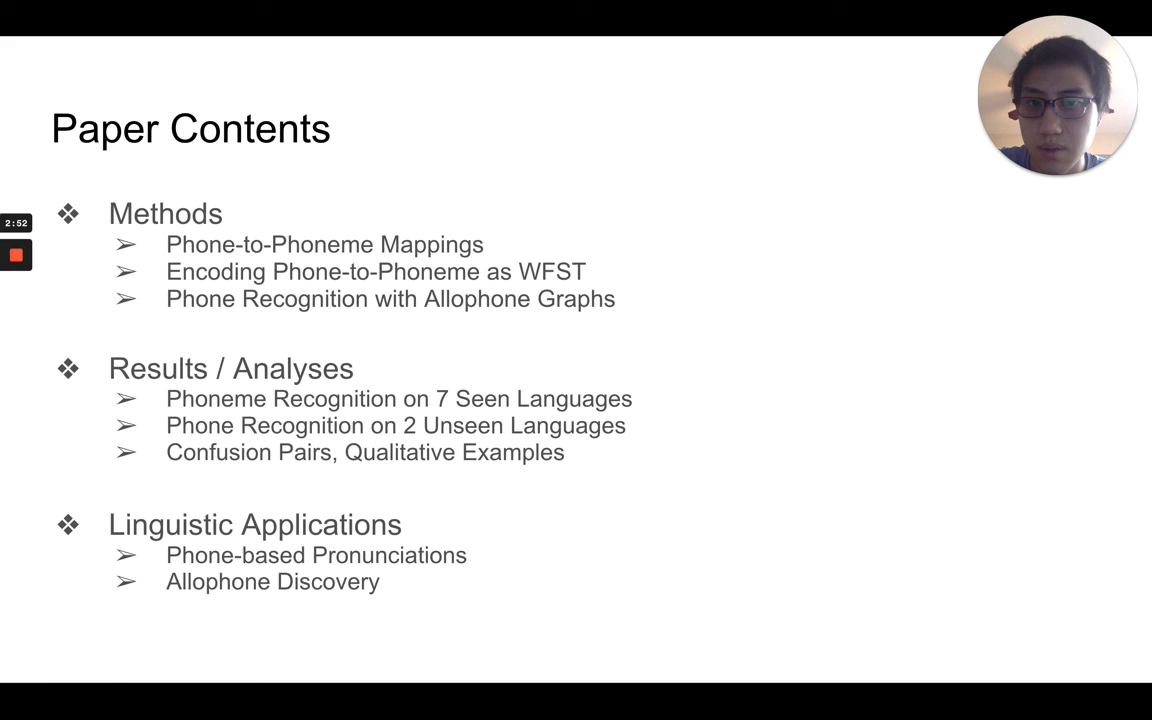 Paper Contents
2:52
❖ Methods
➢ Phone-to-Phoneme Mappings
➢ Encoding Phone-to-Phoneme as WFST
➢ Phone Recognition with Allophone Graphs
❖ Results / Analyses
➢ Phoneme Recognition on 7 Seen Languages
➢ Phone Recognition on 2 Unseen Languages
➢ Confusion Pairs, Qualitative Examples
❖ Linguistic Applications
➢ Phone-based Pronunciations
➢ Allophone Discovery